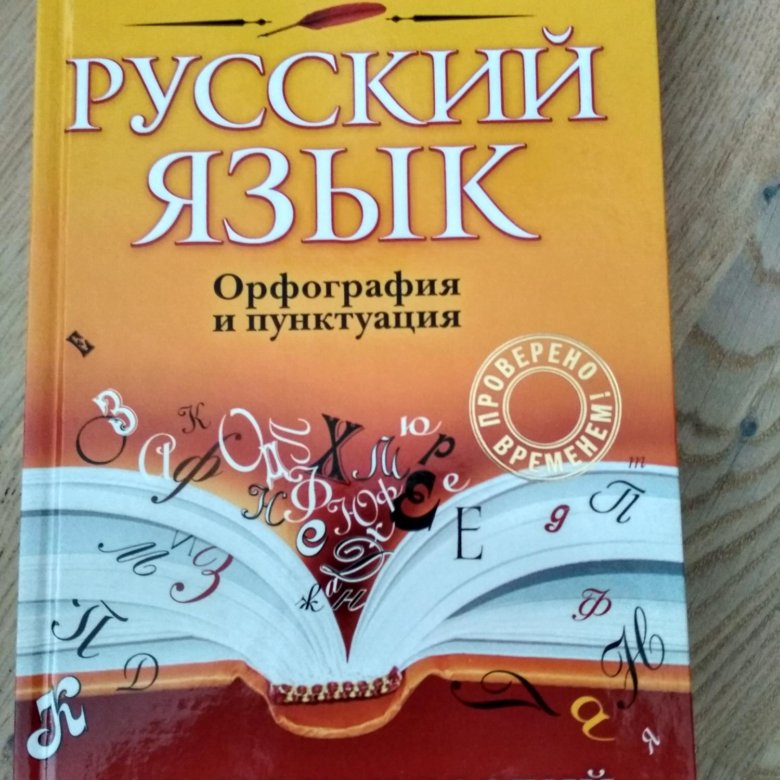 РУССКИЙ
ЯЗЫК
Орфография
и пунктуация
ПРОВЕРЕНО
ВРЕМЕНЕМ!